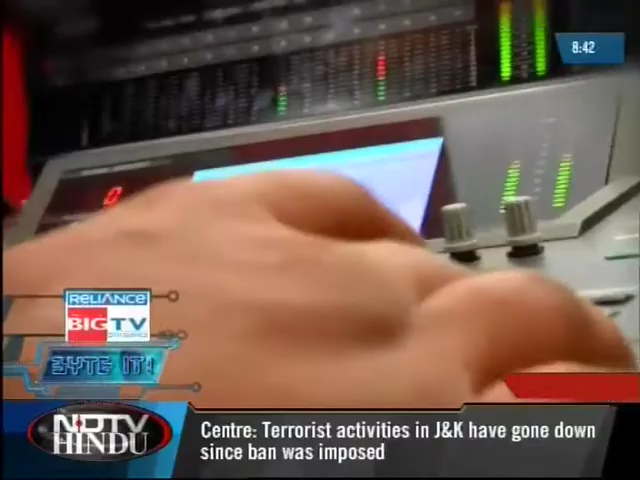 8:42
0
RELIANCE
BIG TV
BYTE IT!
NDTV
HINDU
Centre: Terrorist activities in J&K have gone down
since ban was imposed